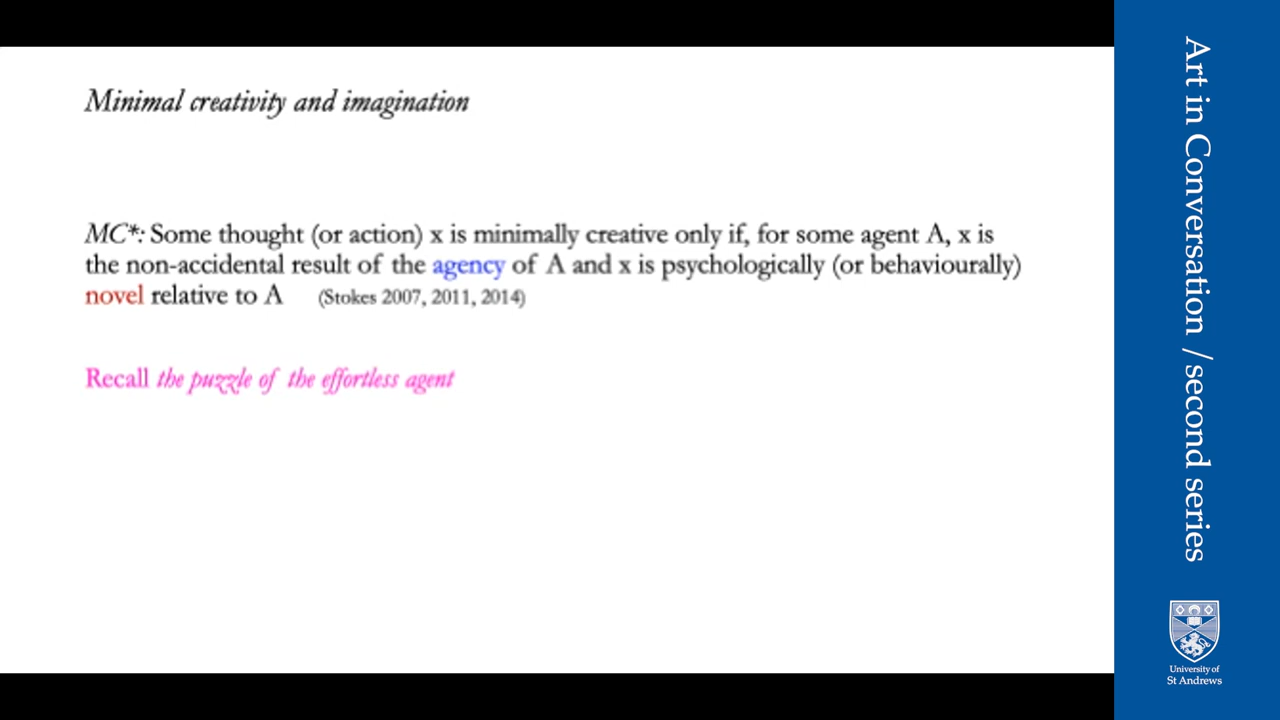 Minimal creativity and imagination
MC*: Some thought (or action) x is minimally creative only if, for some agent A, x is
the non-accidental result of the agency of A and x is psychologically (or behaviourally)
novel relative to A (Stokes 2007, 2011, 2014)
Recall the puzzle of the effortless agent
Art in Conversation / second series
University of
St Andrews